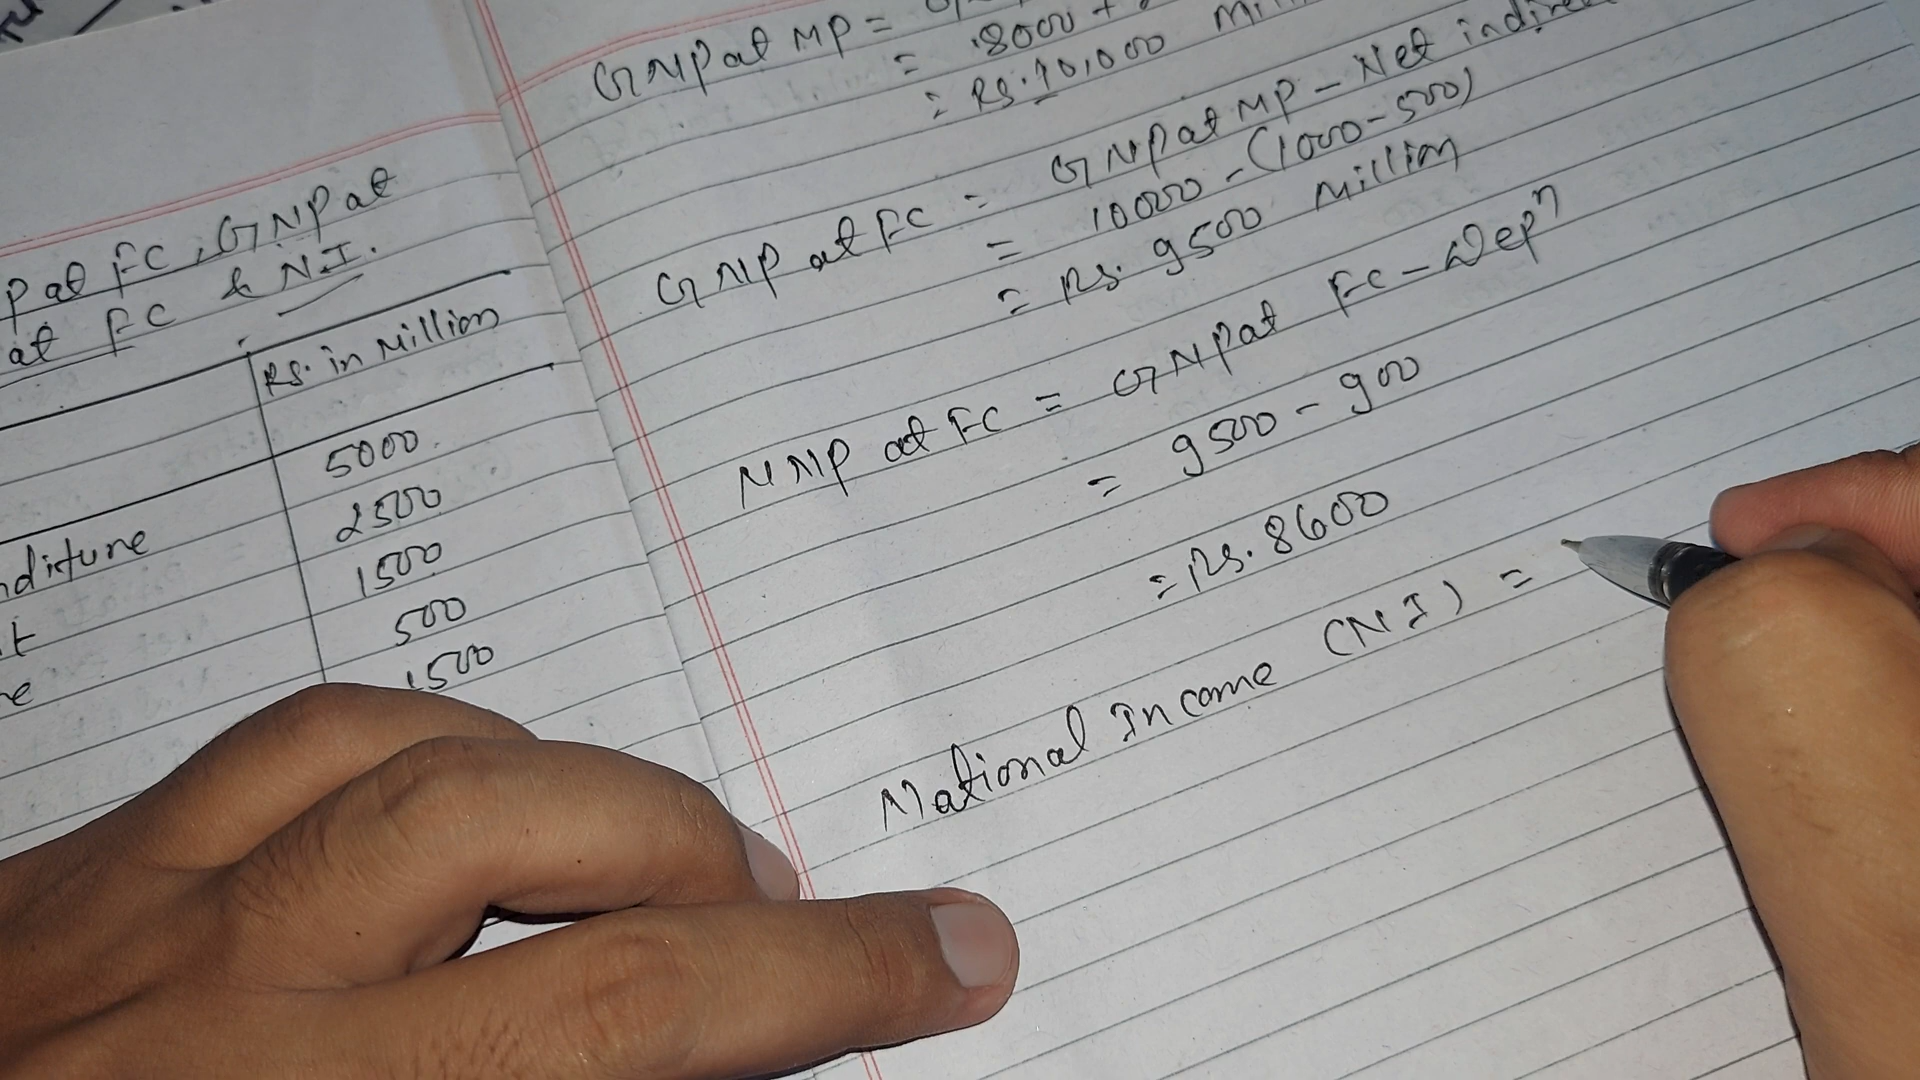 P at FC, GNP at
at FC & N.I.
Rs. in Million
5000
2500
nditure 1500
t 500
e 1500
GNP at MP =
= 8000 +
= Rs. 10,000
GNP at FC = GNP at MP - Net
= 10000 - (1000-500)
= Rs. 9500 Million
NNP at FC = GNP at FC - Depn
= 9500 - 900
= Rs. 8600
National Income (NI) =